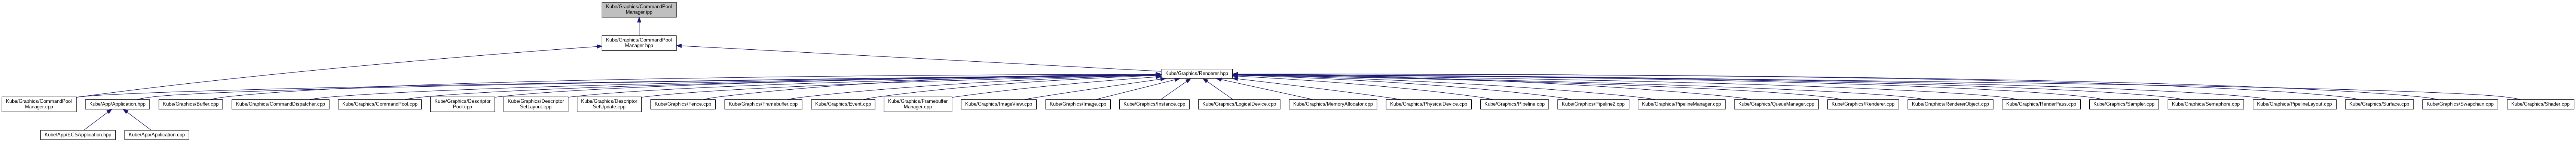 Kube/Graphics/CommandPool
Manager.ipp
Kube/Graphics/CommandPool
Manager.hpp
Kube/Graphics/Renderer.hpp
Kube/Graphics/CommandPool
Manager.cpp
Kube/App/Application.hpp
Kube/Graphics/Buffer.cpp
Kube/Graphics/CommandDispatcher.cpp
Kube/Graphics/CommandPool.cpp
Kube/Graphics/Descriptor
Pool.cpp
Kube/Graphics/Descriptor
SetLayout.cpp
Kube/Graphics/Descriptor
SetUpdate.cpp
Kube/Graphics/Fence.cpp
Kube/Graphics/Framebuffer.cpp
Kube/Graphics/Event.cpp
Kube/Graphics/Framebuffer
Manager.cpp
Kube/Graphics/ImageView.cpp
Kube/Graphics/Image.cpp
Kube/Graphics/Instance.cpp
Kube/Graphics/LogicalDevice.cpp
Kube/Graphics/MemoryAllocator.cpp
Kube/Graphics/PhysicalDevice.cpp
Kube/Graphics/Pipeline.cpp
Kube/Graphics/Pipeline2.cpp
Kube/Graphics/PipelineManager.cpp
Kube/Graphics/QueueManager.cpp
Kube/Graphics/Renderer.cpp
Kube/Graphics/RenderObject.cpp
Kube/Graphics/RenderPass.cpp
Kube/Graphics/Sampler.cpp
Kube/Graphics/Semaphore.cpp
Kube/Graphics/PipelineLayout.cpp
Kube/Graphics/Surface.cpp
Kube/Graphics/Swapchain.cpp
Kube/Graphics/Shader.cpp
Kube/App/ECSApplication.hpp
Kube/App/Application.cpp